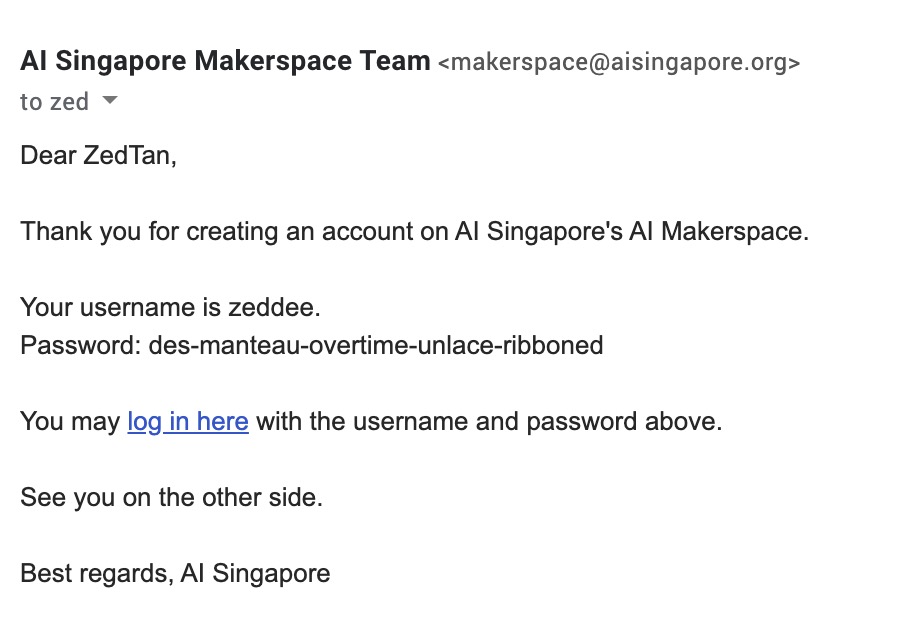 AI Singapore Makerspace Team <makerspace@aisingapore.org>
to zed
Dear ZedTan,
Thank you for creating an account on AI Singapore's AI Makerspace.
Your username is zeddee.
Password: des-manteau-overtime-unlace-ribboned
You may log in here with the username and password above.
See you on the other side.
Best regards, AI Singapore